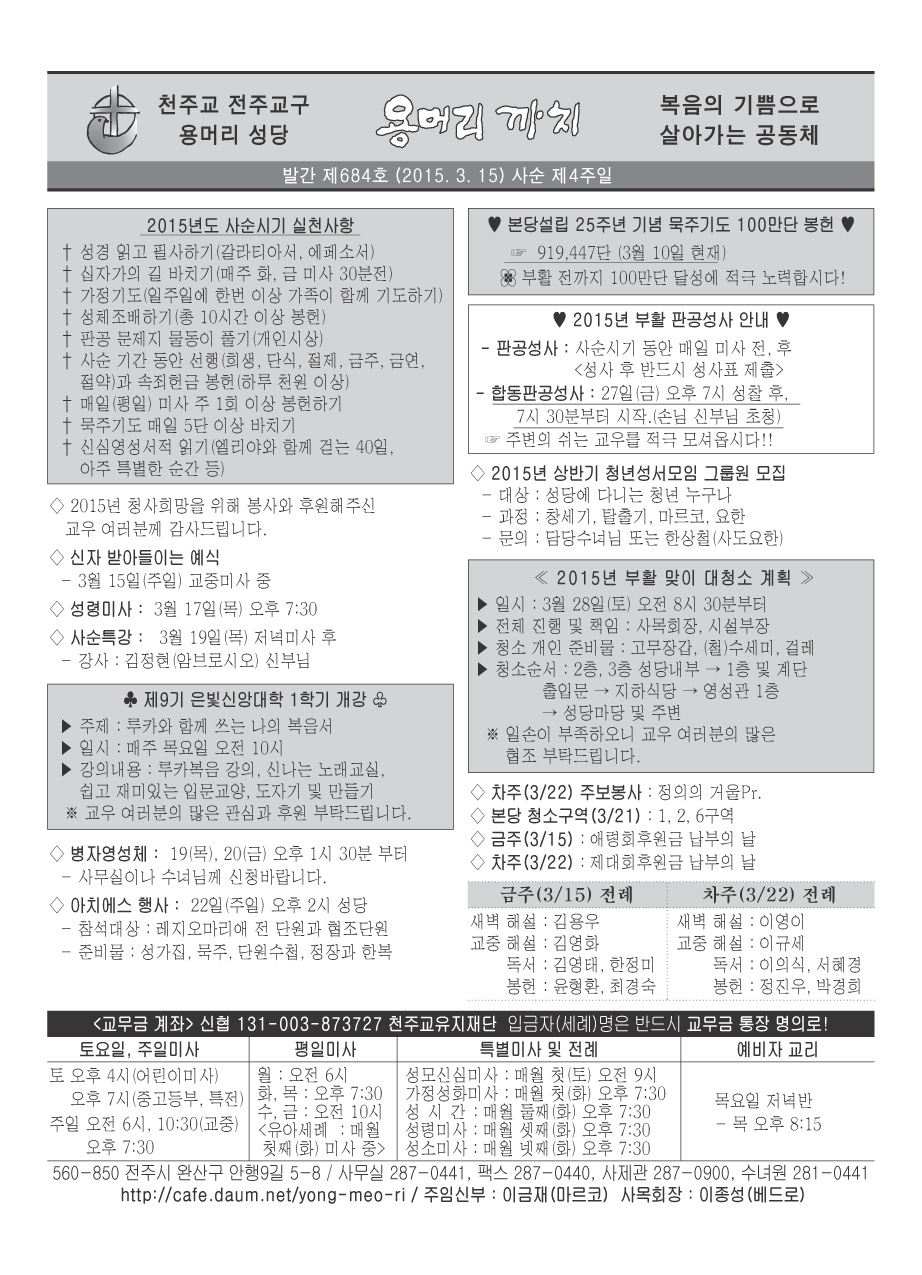 천주교 전주교구
용머리 성당
용머리 까치
복음의 기쁨으로
살아가는 공동체
발간 제684호 (2015. 3. 15) 사순 제4주일
2015년도 사순시기 실천사항
† 성경 읽고 필사하기(갈라티아서, 에페소서)
† 십자가의 길 바치기(매주 화, 금 미사 30분전)
† 가정기도(일주일에 한번 이상 가족이 함께 기도하기)
† 성체조배하기(총 10시간 이상 봉헌)
† 판공 문제지 물동이 풀기(개인시상)
† 사순 기간 동안 선행(희생, 단식, 절제, 금주, 금연,
절약)과 속죄헌금 봉헌(하루 천원 이상)
† 매일(평일) 미사 주 1회 이상 봉헌하기
† 묵주기도 매일 5단 이상 바치기
† 신심영성서적 읽기(엘리야와 함께 걷는 40일,
아주 특별한 순간 등)
◇ 2015년 청사희망을 위해 봉사와 후원해주신
교우 여러분께 감사드립니다.
◇ 신자 받아들이는 예식
- 3월 15일(주일) 교중미사 중
◇ 성령미사 : 3월 17일(목) 오후 7:30
◇ 사순특강 : 3월 19일(목) 저녁미사 후
- 강사 : 김정현(암브로시오) 신부님
♣ 제9기 은빛신앙대학 1학기 개강 ♧
▶ 주제 : 루카와 함께 쓰는 나의 복음서
▶ 일시 : 매주 목요일 오전 10시
▶ 강의내용 : 루카복음 강의, 신나는 노래교실,
쉽고 재미있는 입문교양, 도자기 및 만들기
※ 교우 여러분의 많은 관심과 후원 부탁드립니다.
◇ 병자영성체 : 19(목), 20(금) 오후 1시 30분 부터
- 사무실이나 수녀님께 신청바랍니다.
◇ 아치에스 행사 : 22일(주일) 오후 2시 성당
- 참석대상 : 레지오마리애 전 단원과 협조단원
- 준비물 : 성가집, 묵주, 단원수첩, 정장과 한복
♥ 본당설립 25주년 기념 묵주기도 100만단 봉헌 ♥
☞ 919,447단 (3월 10일 현재)
부활 전까지 100만단 달성에 적극 노력합시다!
♥ 2015년 부활 판공성사 안내 ♥
- 판공성사 : 사순시기 동안 매일 미사 전, 후
<성사 후 반드시 성사표 제출>
- 합동판공성사 : 27일(금) 오후 7시 성찰 후,
7시 30분부터 시작.(손님 신부님 초청)
☞ 주변의 쉬는 교우를 적극 모셔옵시다!!
◇ 2015년 상반기 청년성서모임 그룹원 모집
- 대상 : 성당에 다니는 청년 누구나
- 과정 : 창세기, 탈출기, 마르코, 요한
- 문의 : 담당수녀님 또는 한상철(사도요한)
≪ 2015년 부활 맞이 대청소 계획 ≫
▶ 일시 : 3월 28일(토) 오전 8시 30분부터
▶ 전체 진행 및 책임 : 사목회장, 시설부장
▶ 청소 개인 준비물 : 고무장갑, (철)수세미, 걸레
▶ 청소순서 : 2층, 3층 성당내부 → 1층 및 계단
출입문 → 지하식당 → 영성관 1층
→ 성당마당 및 주변
※ 일손이 부족하오니 교우 여러분의 많은
협조 부탁드립니다.
◇ 차주(3/22) 주보봉사 : 정의의 거울Pr.
◇ 본당 청소구역(3/21) : 1, 2, 6구역
◇ 금주(3/15) : 애령회후원금 납부의 날
◇ 차주(3/22) : 제대회후원금 납부의 날
금주(3/15) 전례
새벽 해설 : 김용우
교중 해설 : 김영화
독서 : 김영태, 한정미
봉헌 : 윤형환, 최경숙
차주(3/22) 전례
새벽 해설 : 이영이
교중 해설 : 이규세
독서 : 이의식, 서혜경
봉헌 : 정진우, 박경희
<교무금 계좌> 신협 131-003-873727 천주교유지재단 입금자(세례)명은 반드시 교무금 통장 명의로!
토요일, 주일미사
토 오후 4시(어린이미사)
오후 7시(중고등부, 특전)
주일 오전 6시, 10:30(교중)
오후 7:30
평일미사
월 : 오전 6시
화, 목 : 오후 7:30
수, 금 : 오전 10시
<유아세례 : 매월
첫째(화) 미사 중>
특별미사 및 전례
성모신심미사 : 매월 첫(토) 오전 9시
가정성화미사 : 매월 첫(화) 오후 7:30
성 시 간 : 매월 둘째(화) 오후 7:30
성령미사 : 매월 셋째(화) 오후 7:30
성소미사 : 매월 넷째(화) 오후 7:30
예비자 교리
목요일 저녁반
- 목 오후 8:15
560-850 전주시 완산구 안행9길 5-8 / 사무실 287-0441, 팩스 287-0440, 사제관 287-0900, 수녀원 281-0441
http://cafe.daum.net/yong-meo-ri / 주임신부 : 이금재(마르코) 사목회장 : 이종성(베드로)